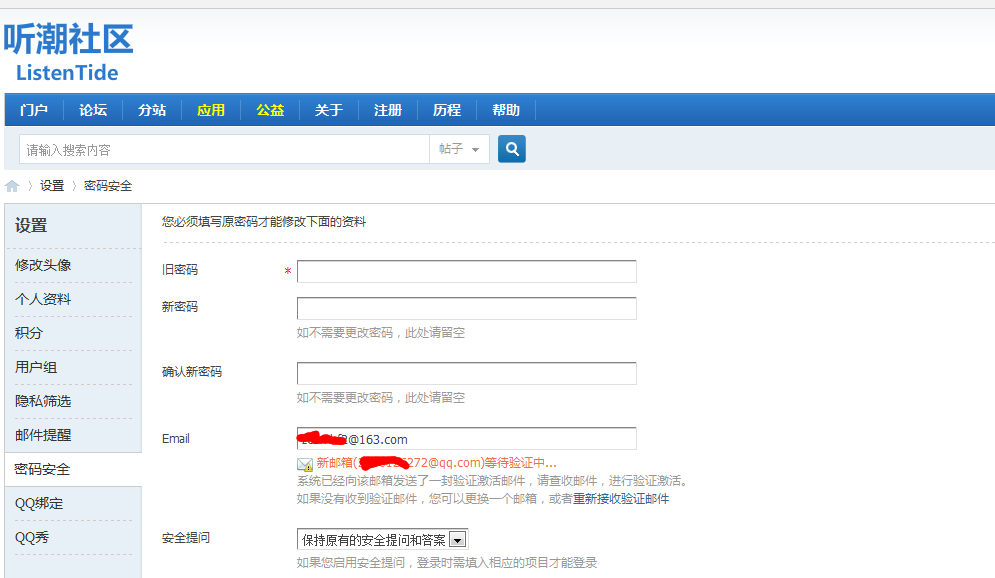 听潮社区
ListenTide
门户 论坛 分站 应用 公益 关于 注册 历程 帮助
请输入搜索内容 帖子
设置 密码安全
设置
修改头像
个人资料
积分
用户组
隐私筛选
邮件提醒
密码安全
QQ绑定
QQ秀
您必须填写原密码才能修改下面的资料
旧密码 *
新密码
如不需要更改密码，此处请留空
确认新密码
如不需要更改密码，此处请留空
Email @163.com
新邮箱( 272@qq.com)等待验证中...
系统已经向该邮箱发送了一封验证激活邮件，请查收邮件，进行验证激活。
如果没有收到验证邮件，您可以更换一个邮箱，或者重新接收验证邮件
安全提问 保持原有的安全提问和答案
如果您启用安全提问，登录时需填入相应的项目才能登录